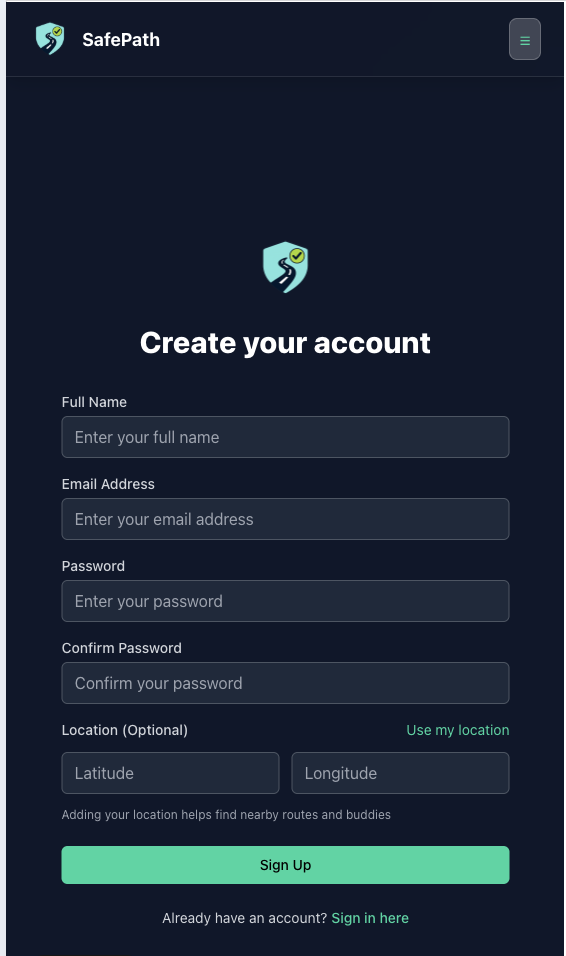 SafePath
Create your account
Full Name
Enter your full name
Email Address
Enter your email address
Password
Enter your password
Confirm Password
Confirm your password
Location (Optional) Use my location
Latitude Longitude
Adding your location helps find nearby routes and buddies
Sign Up
Already have an account? Sign in here